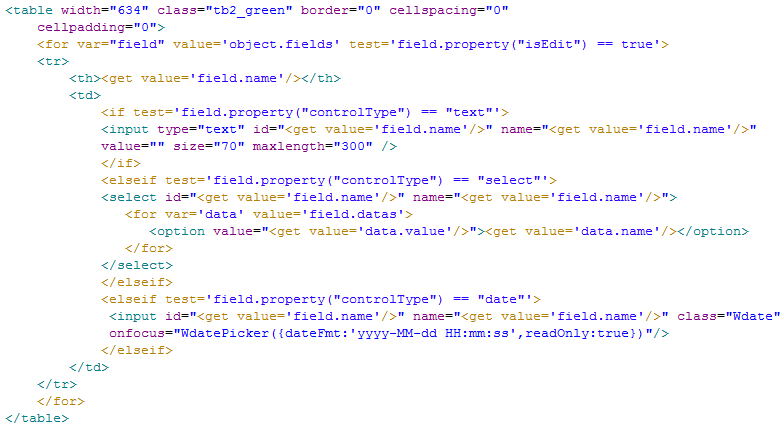 <table width="634" class="tb2_green" border="0" cellspacing="0"
    cellpadding="0">
    <for var="field" value='object.fields' test='field.property("isEdit") == true'>
    <tr>
        <th><get value='field.name'/></th>
        <td>
            <if test='field.property("controlType") == "text"'>
            <input type="text" id="<get value='field.name'/>" name="<get value='field.name'/>"
            value="" size="70" maxlength="300" />
            </if>
            <elseif test='field.property("controlType") == "select"'>
            <select id="<get value='field.name'/>" name="<get value='field.name'/>">
               <for var='data' value='field.datas'>
                  <option value="<get value='data.value'/>"><get value='data.name'/></option>
               </for>
            </select>
            </elseif>
            <elseif test='field.property("controlType") == "date"'>
             <input id="<get value='field.name'/>" name="<get value='field.name'/>" class="Wdate"
             onfocus="WdatePicker({dateFmt:'yyyy-MM-dd HH:mm:ss',readOnly:true})"/>
            </elseif>
        </td>
    </tr>
    </for>
</table>